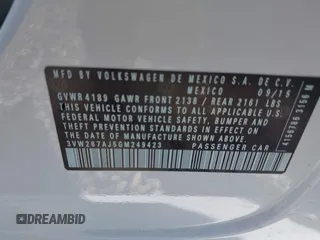 MFD BY VOLKSWAGEN DE MEXICO S.A. DE C.V.
MEXICO 09/15
GVWR 4189 GAWR FRONT 2138 / REAR 2161 LBS
THIS VEHICLE CONFORMS TO ALL APPLICABLE
FEDERAL MOTOR VEHICLE SAFETY, BUMPER AND
THEFT PREVENTION STANDARDS IN EFFECT ON
THE DATE OF MANUFACTURE SHOWN ABOVE
3VW267AJ5GM249423 PASSENGER CAR
DREAMBID